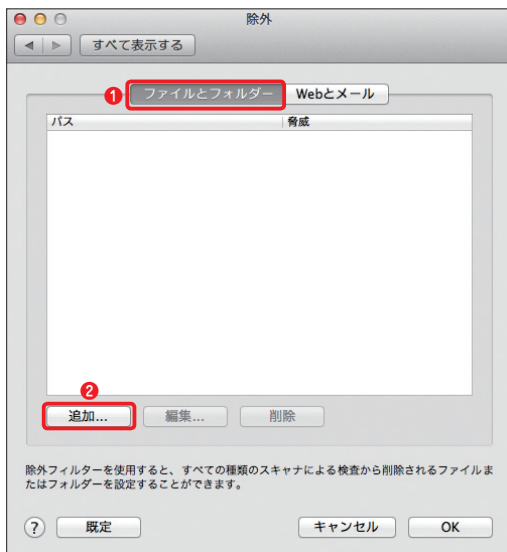 除外
すべて表示する
❶ ファイルとフォルダー Webとメール
パス 脅威
❷
追加... 編集... 削除
除外フィルターを使用すると、すべての種類のスキャナによる検査から削除されるファイルま
たはフォルダーを設定することができます。
? 既定 キャンセル OK